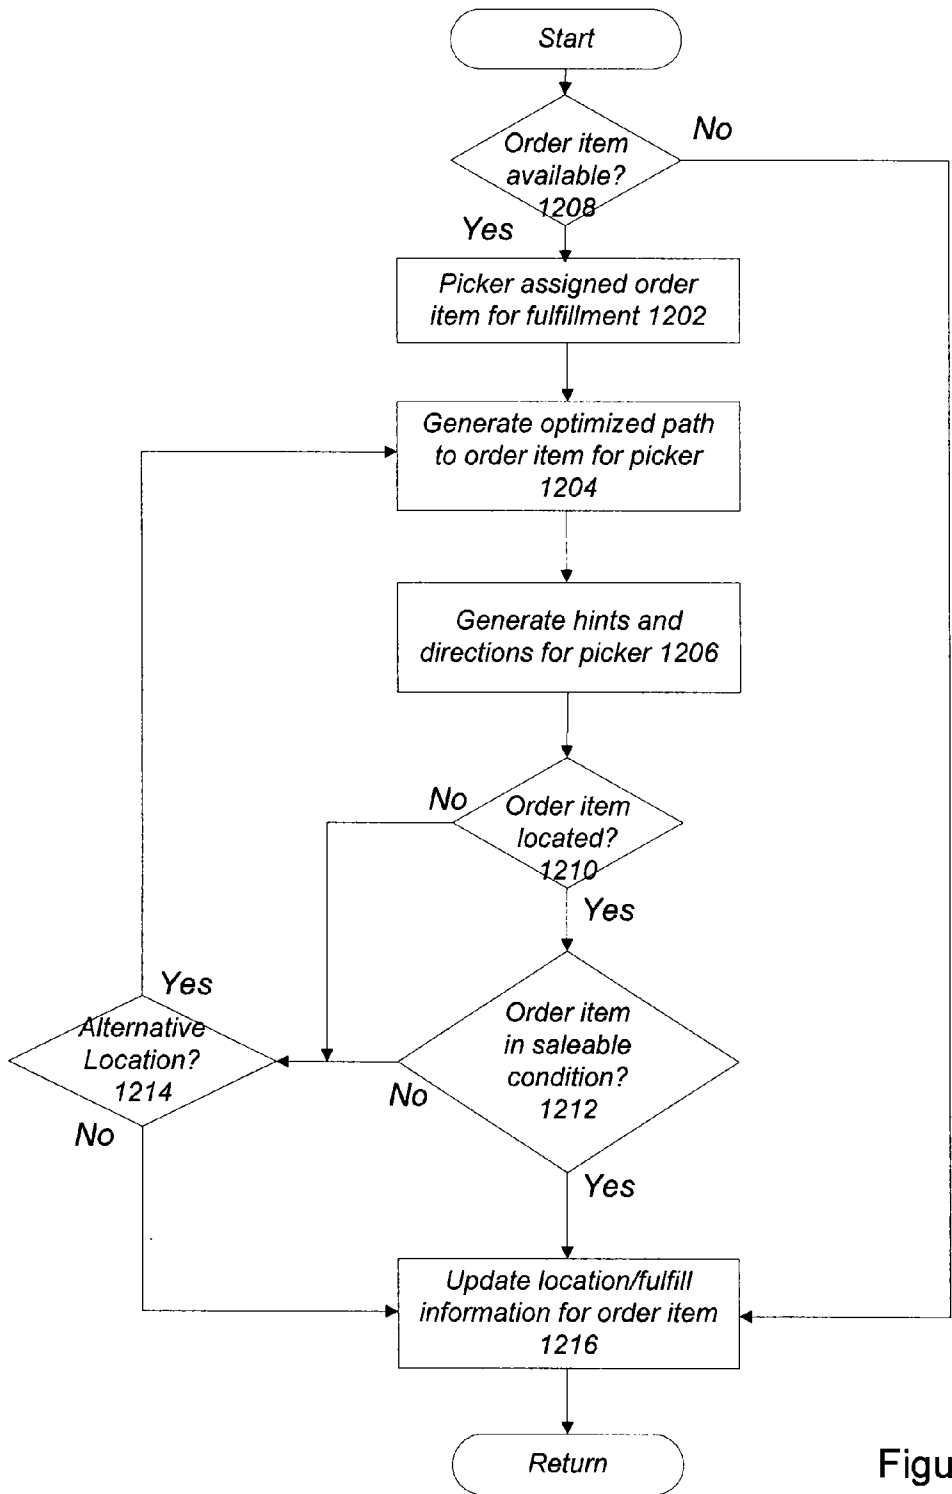 Start
Order item
available?
1208
No
Yes
Picker assigned order
item for fulfillment 1202
Generate optimized path
to order item for picker
1204
Generate hints and
directions for picker 1206
No
Order item
located?
1210
Yes
Yes
Alternative
Location?
1214
No
Order item
in saleable
condition?
1212
No
Yes
Update location/fulfill
information for order item
1216
Return
Figu